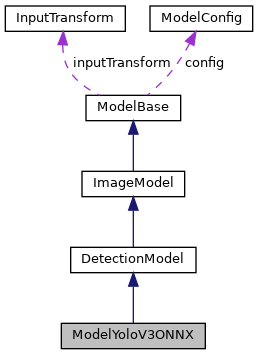 InputTransform
ModelConfig
inputTransform
config
ModelBase
ImageModel
DetectionModel
ModelYoloV3ONNX